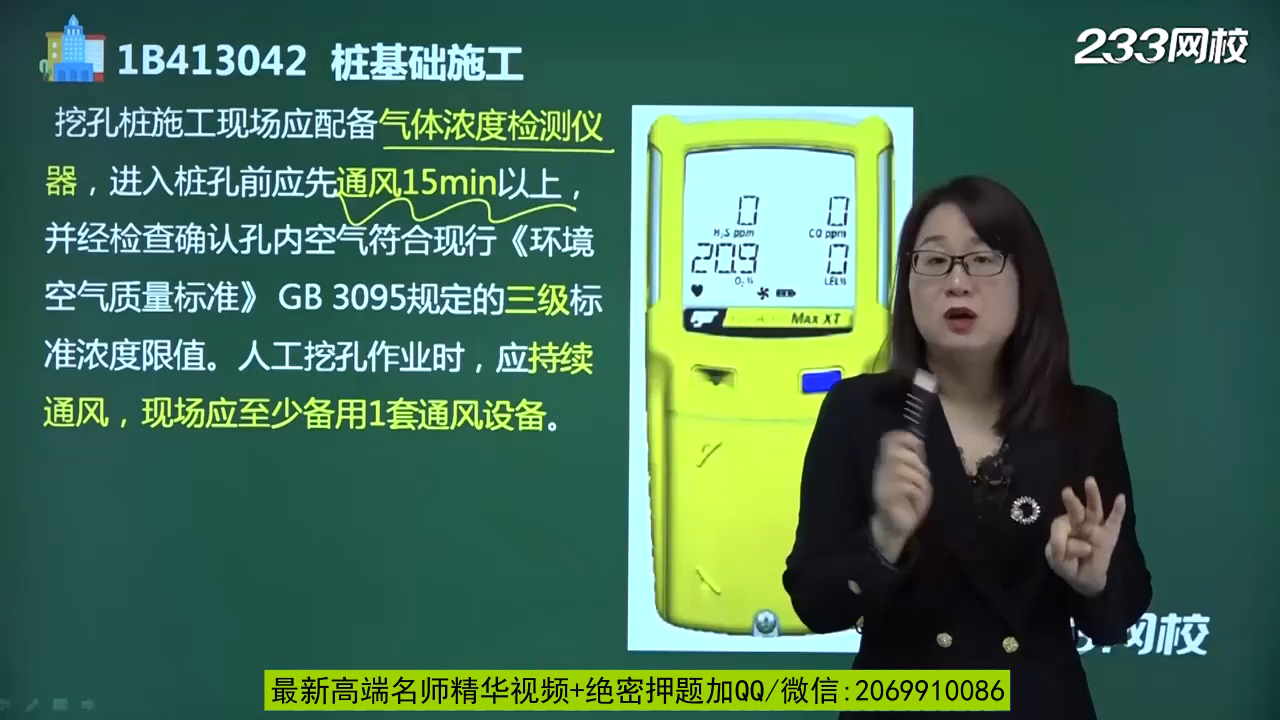 1B413042 桩基础施工
233网校
挖孔桩施工现场应配备气体浓度检测仪
器，进入桩孔前应先通风15min以上，
并经检查确认孔内空气符合现行《环境
空气质量标准》GB 3095规定的三级标
准浓度限值。人工挖孔作业时，应持续
通风，现场应至少备用1套通风设备。
0 0
H₂S ppm CO ppm
20.9 0
O₂% LEL%
MAX XT
网校
最新高端名师精华视频+绝密押题加QQ/微信:2069910086